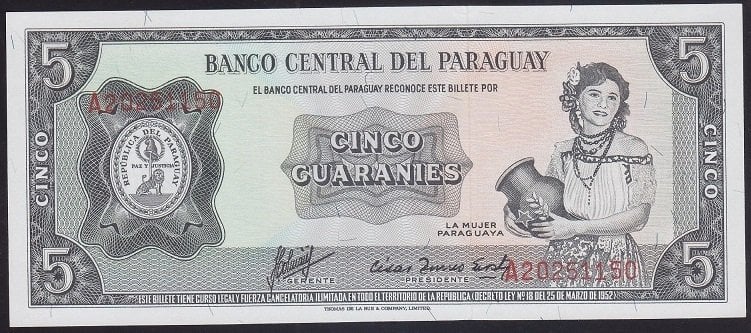 5 BANCO CENTRAL DEL PARAGUAY 5
EL BANCO CENTRAL DEL PARAGUAY RECONOCE ESTE BILLETE POR
A20251150
REPUBLICA DEL PARAGUAY
PAZ Y JUSTICIA
CINCO
CINCO
GUARANIES
CINCO
LA MUJER
PARAGUAYA
GERENTE
César Romeo Acosta
PRESIDENTE
A20251150
5 5
ESTE BILLETE TIENE CURSO LEGAL Y FUERZA CANCELATORIA ILIMITADA EN TODO EL TERRITORIO DE LA REPUBLICA (DECRETO LEY Nº 18 DEL 25 DE MARZO DE 1952)
THOMAS DE LA RUE & COMPANY, LIMITED.